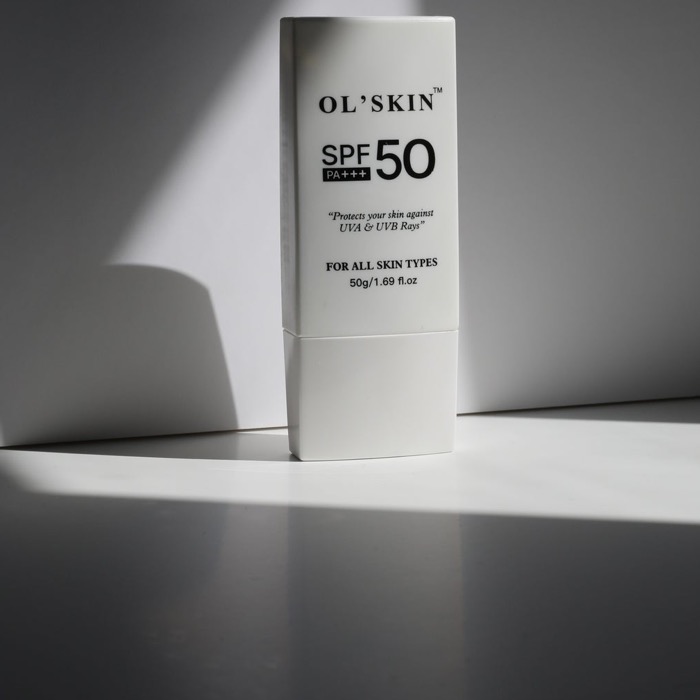 OL'SKIN™
SPF 50
PA+++
“Protects your skin against
UVA & UVB Rays”
FOR ALL SKIN TYPES
50g/1.69 fl.oz